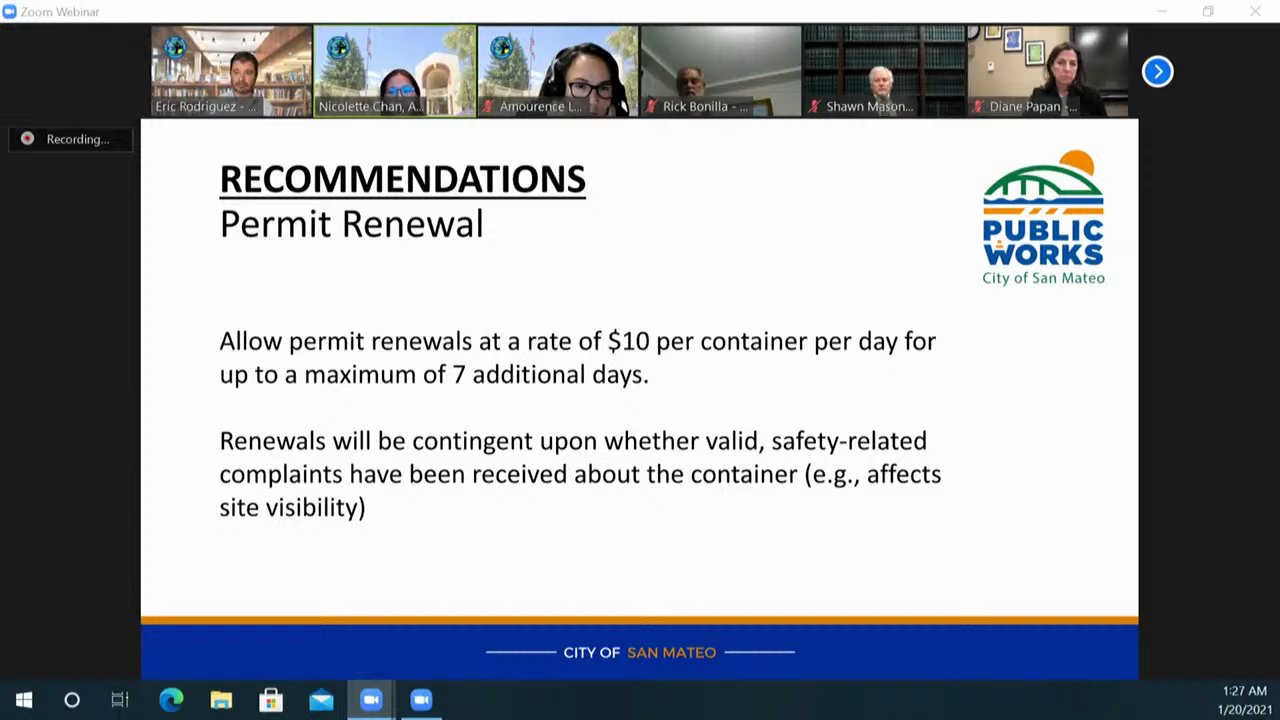 Zoom Webinar
Eric Rodriguez - ...
Nicolette Chan, A...
Amourence L...
Rick Bonilla - ...
Shawn Mason...
Diane Papan -...
Recording...
RECOMMENDATIONS
Permit Renewal
PUBLIC
WORKS
City of San Mateo
Allow permit renewals at a rate of $10 per container per day for
up to a maximum of 7 additional days.
Renewals will be contingent upon whether valid, safety-related
complaints have been received about the container (e.g., affects
site visibility)
CITY OF SAN MATEO
1:27 AM
1/20/2021